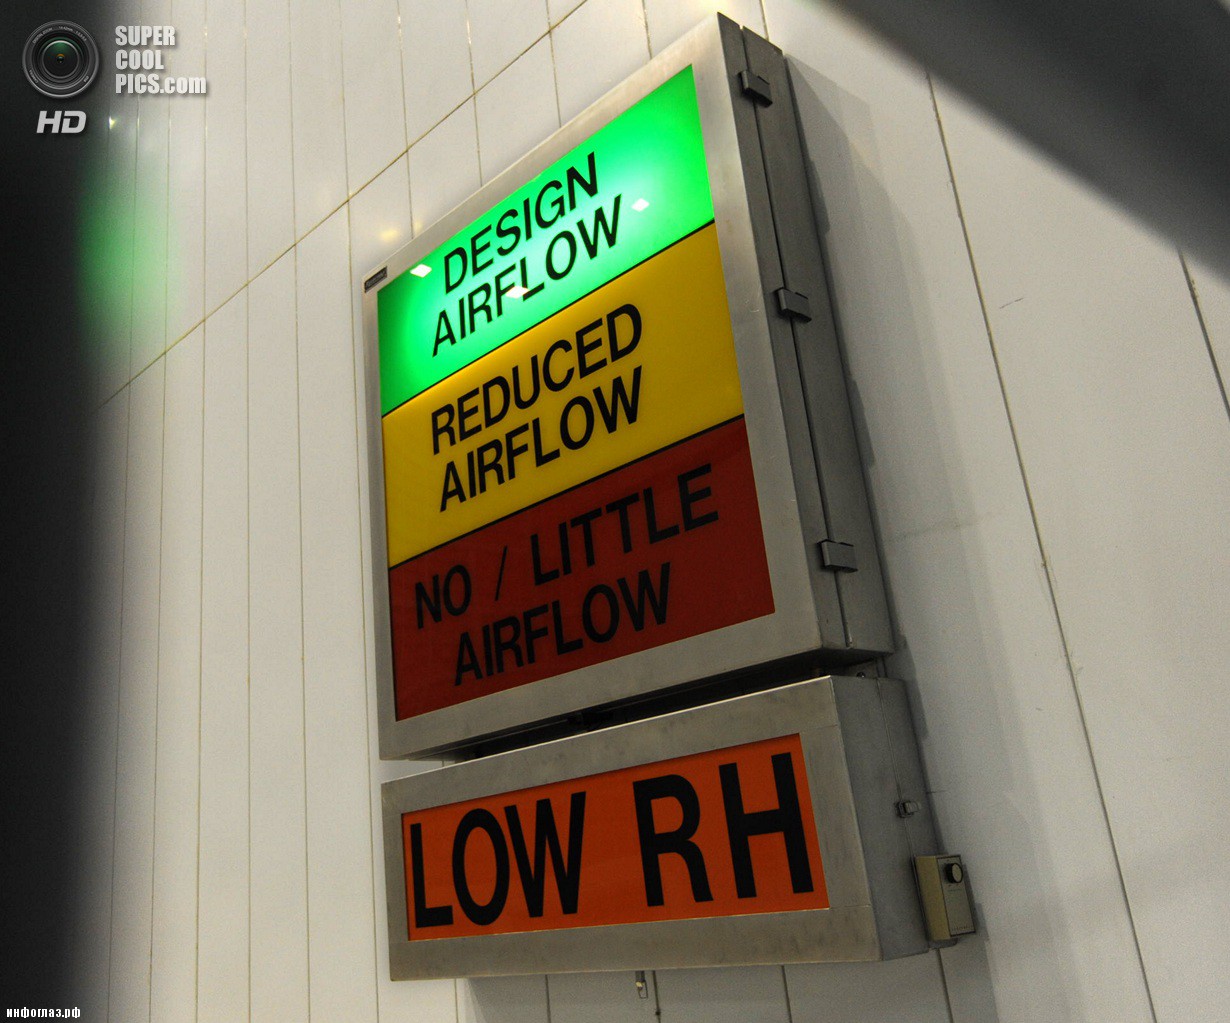 SUPER
COOL
PICS.com
HD
DESIGN
AIRFLOW
REDUCED
AIRFLOW
NO / LITTLE
AIRFLOW
LOW RH
инфоглаз.рф